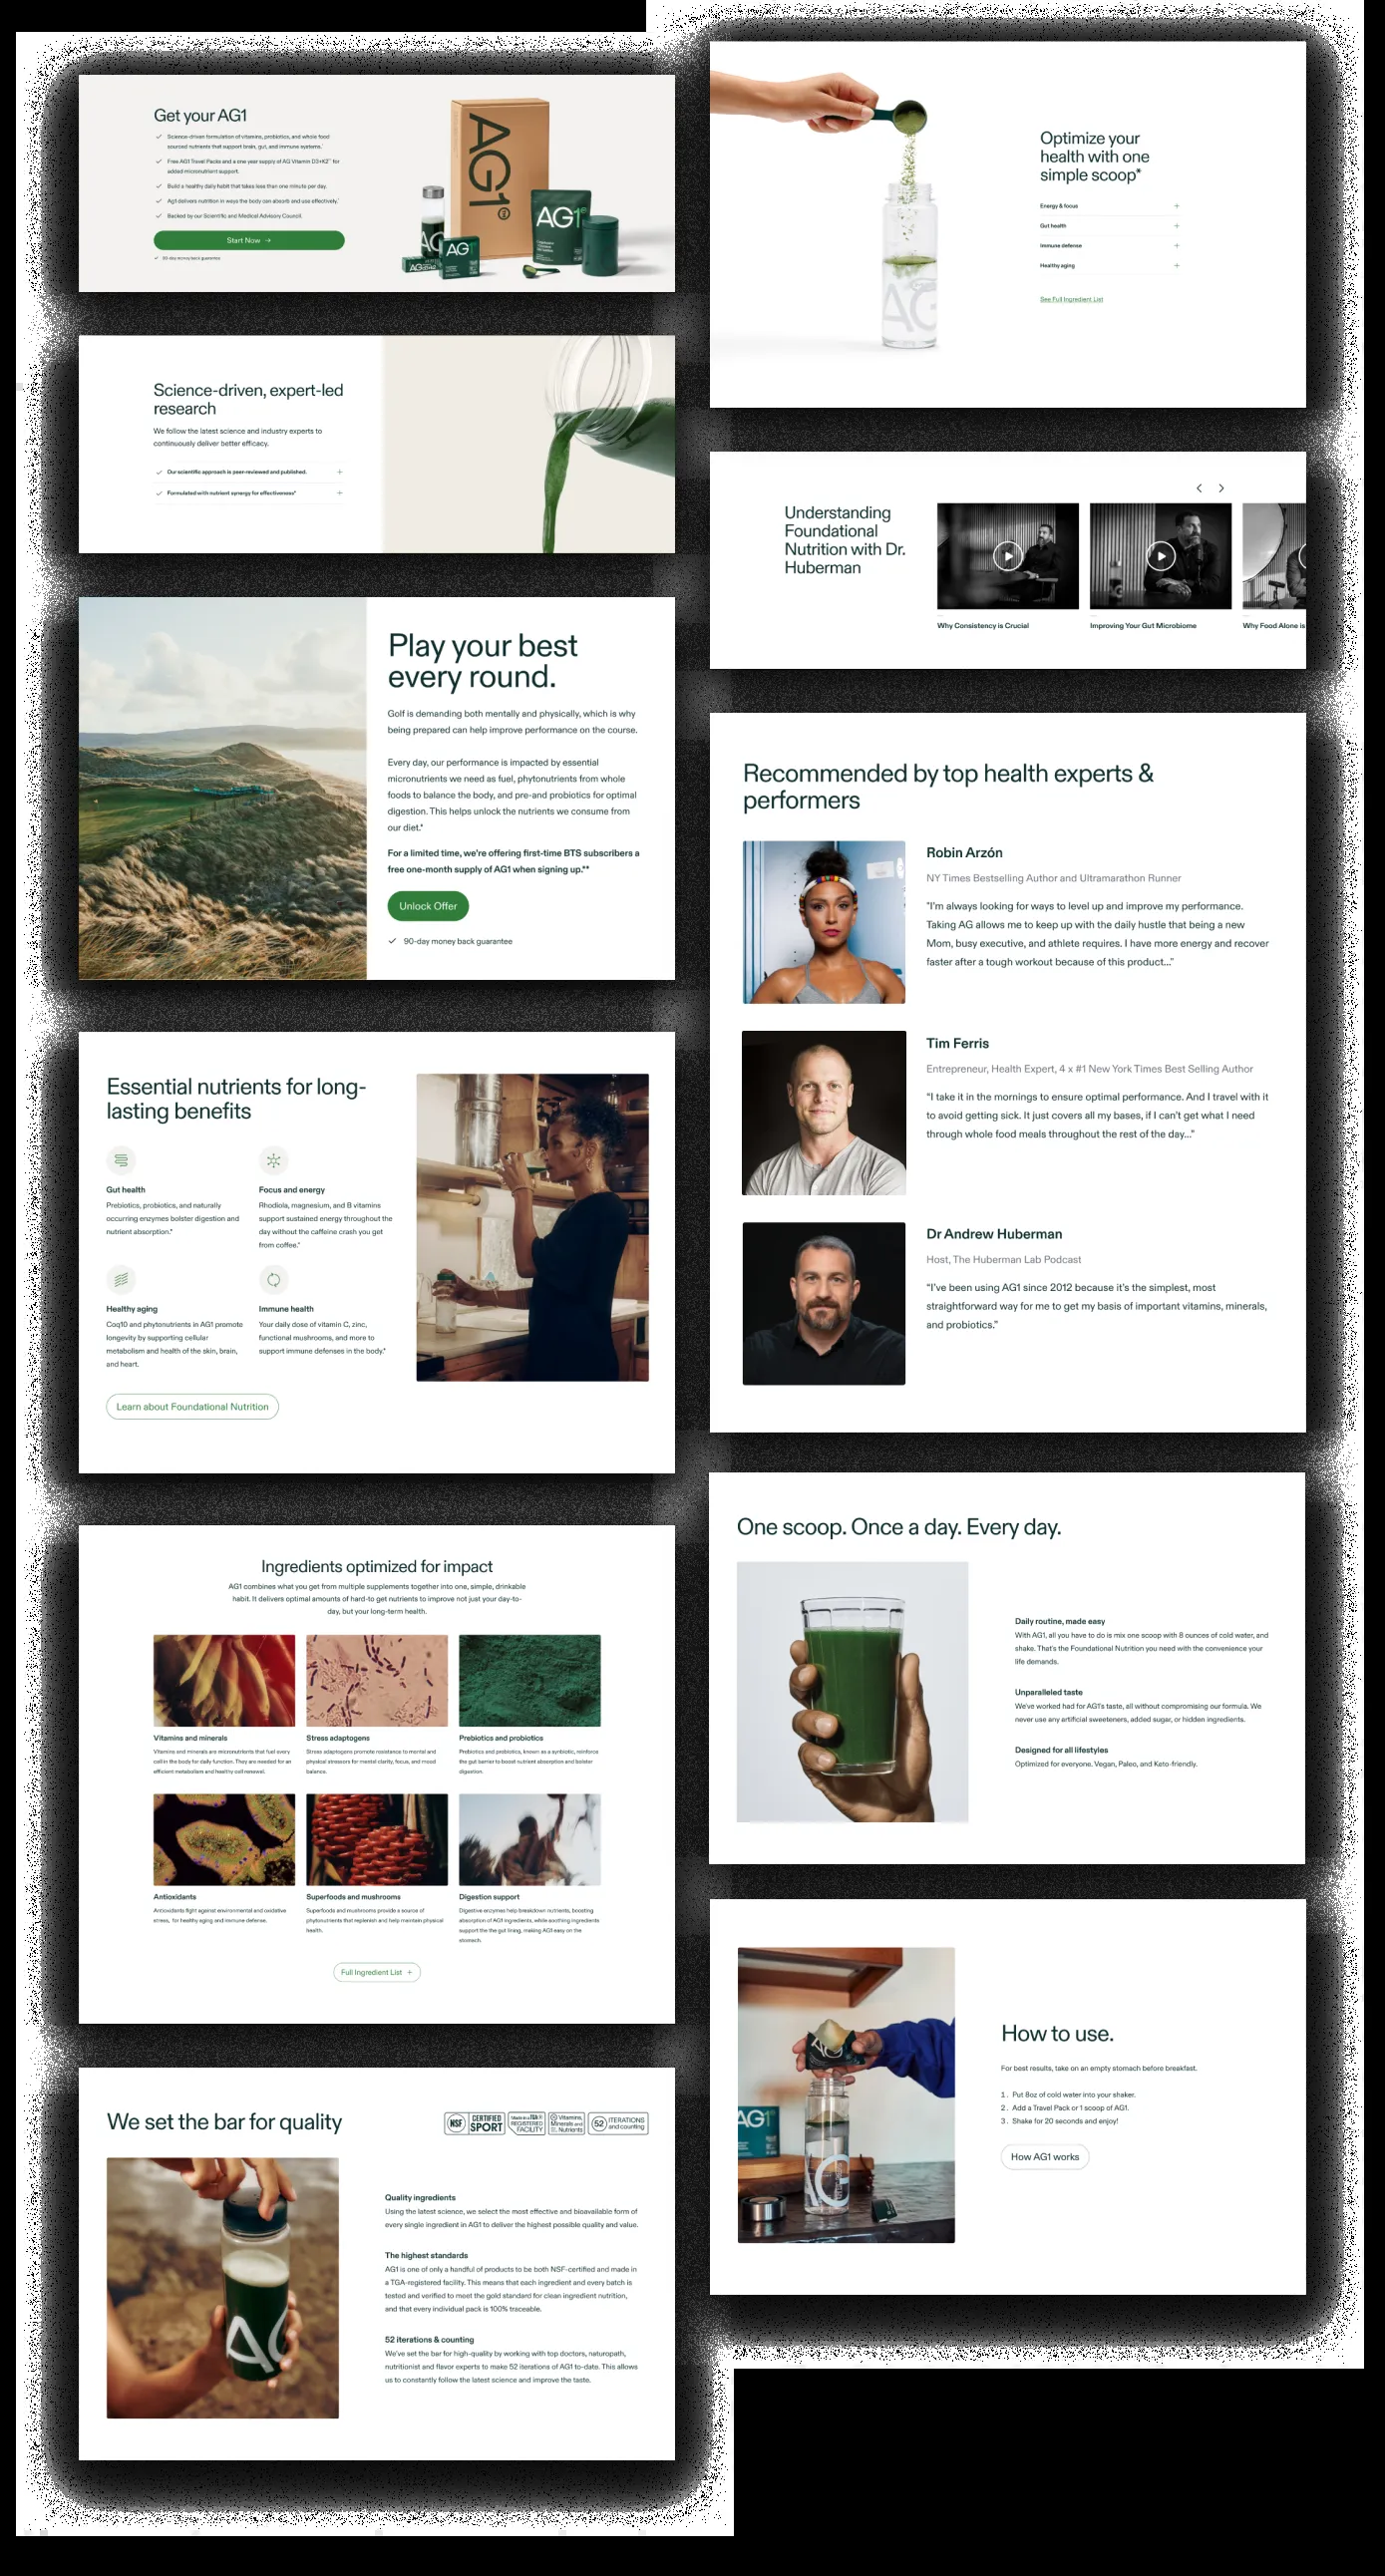 Get your AG1
Science-driven formulation of vitamins, probiotics, and whole food
sourced nutrients that support brain, gut, and immune systems.*
Free AG1 Travel Packs and a one year supply of AG Vitamin D3+K2* for
added micronutrient support.
Build a healthy daily habit that takes less than one minute per day.
Ag1 delivers nutrition in ways the body can absorb and use effectively.*
Backed by our Scientific and Medical Advisory Council.
Start Now →
90-day money back guarantee
AG1
AG1
AG1
Science-driven, expert-led
research
We follow the latest science and industry experts to
continuously deliver better efficacy.
Our scientific approach is peer-reviewed and published.
Formulated with nutrient synergy for effectiveness*
Play your best
every round.
Golf is demanding both mentally and physically, which is why
being prepared can help improve performance on the course.
Every day, our performance is impacted by essential
micronutrients we need as fuel, phytonutrients from whole
foods to balance the body, and pre-and probiotics for optimal
digestion. This helps unlock the nutrients we consume from
our diet.*
For a limited time, we're offering first-time BTS subscribers a
free one-month supply of AG1 when signing up.**
Unlock Offer
90-day money back guarantee
Essential nutrients for long-
lasting benefits
Gut health
Prebiotics, probiotics, and naturally
occurring enzymes bolster digestion and
nutrient absorption.*
Focus and energy
Rhodiola, magnesium, and B vitamins
support sustained energy throughout the
day without the caffeine crash you get
from coffee.*
Healthy aging
Coq10 and phytonutrients in AG1 promote
longevity by supporting cellular
metabolism and health of the skin, brain,
and heart.
Immune health
Your daily dose of vitamin C, zinc,
functional mushrooms, and more to
support immune defenses in the body.*
Learn about Foundational Nutrition
Ingredients optimized for impact
AG1 combines what you get from multiple supplements together into one, simple, drinkable
habit. It delivers optimal amounts of hard-to get nutrients to improve not just your day-to-
day, but your long-term health.
Vitamins and minerals
Vitamins and minerals are micronutrients that fuel every
cell in the body for daily function. They are needed for an
efficient metabolism and healthy cell renewal.
Stress adaptogens
Stress adaptogens promote resistance to mental and
physical stressors for mental clarity, focus, and mood
balance.
Prebiotics and probiotics
Prebiotics and probiotics, known as a synbiotic, reinforce
the gut barrier to boost nutrient absorption and bolster
digestion.
Antioxidants
Antioxidants fight against environmental and oxidative
stress, for healthy aging and immune defense.
Superfoods and mushrooms
Superfoods and mushrooms provide a source of
phytonutrients that replenish and help maintain physical
health.
Digestion support
Digestive enzymes help breakdown nutrients, boosting
absorption of AG1 ingredients, while soothing ingredients
support the the gut lining, making AG1 easy on the
stomach.
Full Ingredient List +
We set the bar for quality
NSF CERTIFIED SPORT
Made in a TGA REGISTERED FACILITY
Vitamins, Minerals and Nutrients
52 ITERATIONS and counting
Quality ingredients
Using the latest science, we select the most effective and bioavailable form of
every single ingredient in AG1 to deliver the highest possible quality and value.
The highest standards
AG1 is one of only a handful of products to be both NSF-certified and made in
a TGA-registered facility. This means that each ingredient and every batch is
tested and verified to meet the gold standard for clean ingredient nutrition,
and that every individual pack is 100% traceable.
52 iterations & counting
We've set the bar for high-quality by working with top doctors, naturopath,
nutritionist and flavor experts to make 52 iterations of AG1 to-date. This allows
us to constantly follow the latest science and improve the taste.
Optimize your
health with one
simple scoop*
Energy & focus
Gut health
Immune defense
Healthy aging
See Full Ingredient List
Understanding
Foundational
Nutrition with Dr.
Huberman
Why Consistency is Crucial
Improving Your Gut Microbiome
Why Food Alone is
Recommended by top health experts &
performers
Robin Arzón
NY Times Bestselling Author and Ultramarathon Runner
"I'm always looking for ways to level up and improve my performance.
Taking AG allows me to keep up with the daily hustle that being a new
Mom, busy executive, and athlete requires. I have more energy and recover
faster after a tough workout because of this product..."
Tim Ferris
Entrepreneur, Health Expert, 4 x #1 New York Times Best Selling Author
"I take it in the mornings to ensure optimal performance. And I travel with it
to avoid getting sick. It just covers all my bases, if I can't get what I need
through whole food meals throughout the rest of the day..."
Dr Andrew Huberman
Host, The Huberman Lab Podcast
"I've been using AG1 since 2012 because it's the simplest, most
straightforward way for me to get my basis of important vitamins, minerals,
and probiotics."
One scoop. Once a day. Every day.
Daily routine, made easy
With AG1, all you have to do is mix one scoop with 8 ounces of cold water, and
shake. That's the Foundational Nutrition you need with the convenience your
life demands.
Unparalleled taste
We've worked had for AG1's taste, all without compromising our formula. We
never use any artificial sweeteners, added sugar, or hidden ingredients.
Designed for all lifestyles
Optimized for everyone. Vegan, Paleo, and Keto-friendly.
How to use.
For best results, take on an empty stomach before breakfast.
1. Put 8oz of cold water into your shaker.
2. Add a Travel Pack or 1 scoop of AG1.
3. Shake for 20 seconds and enjoy!
How AG1 works